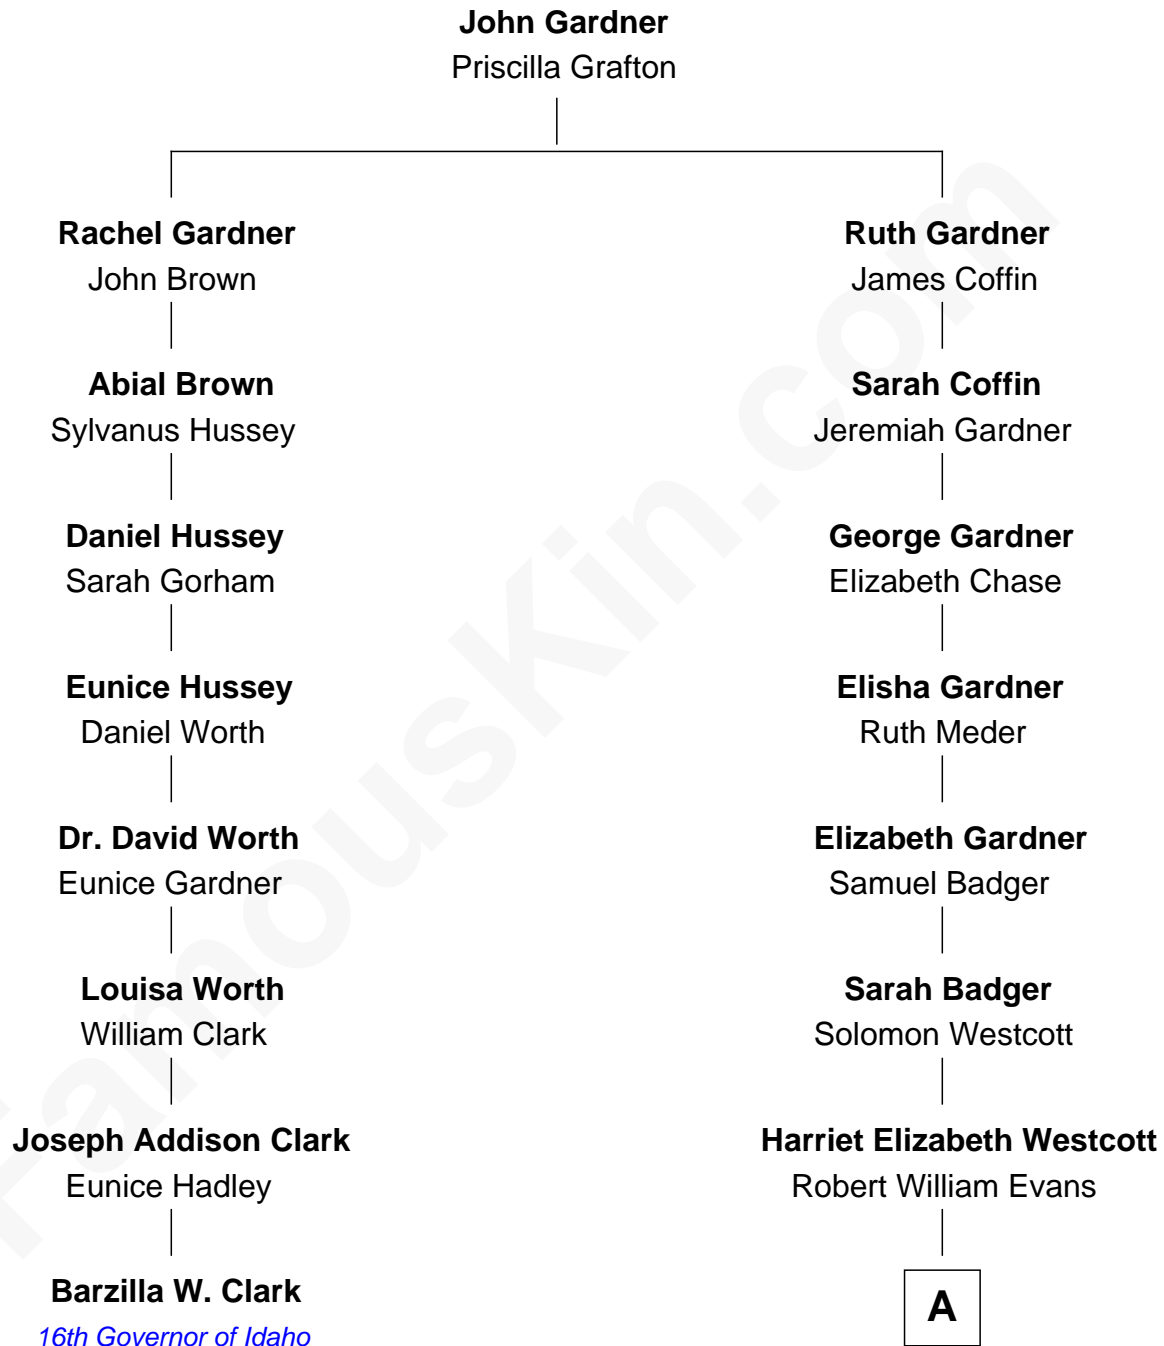 John Gardner
Priscilla Grafton
Rachel Gardner
John Brown
Abial Brown
Sylvanus Hussey
Daniel Hussey
Sarah Gorham
Eunice Hussey
Daniel Worth
Dr. David Worth
Eunice Gardner
Louisa Worth
William Clark
Joseph Addison Clark
Eunice Hadley
Barzilla W. Clark
16th Governor of Idaho
Ruth Gardner
James Coffin
Sarah Coffin
Jeremiah Gardner
George Gardner
Elizabeth Chase
Elisha Gardner
Ruth Meder
Elizabeth Gardner
Samuel Badger
Sarah Badger
Solomon Westcott
Harriet Elizabeth Westcott
Robert William Evans
A
FamousKin.com